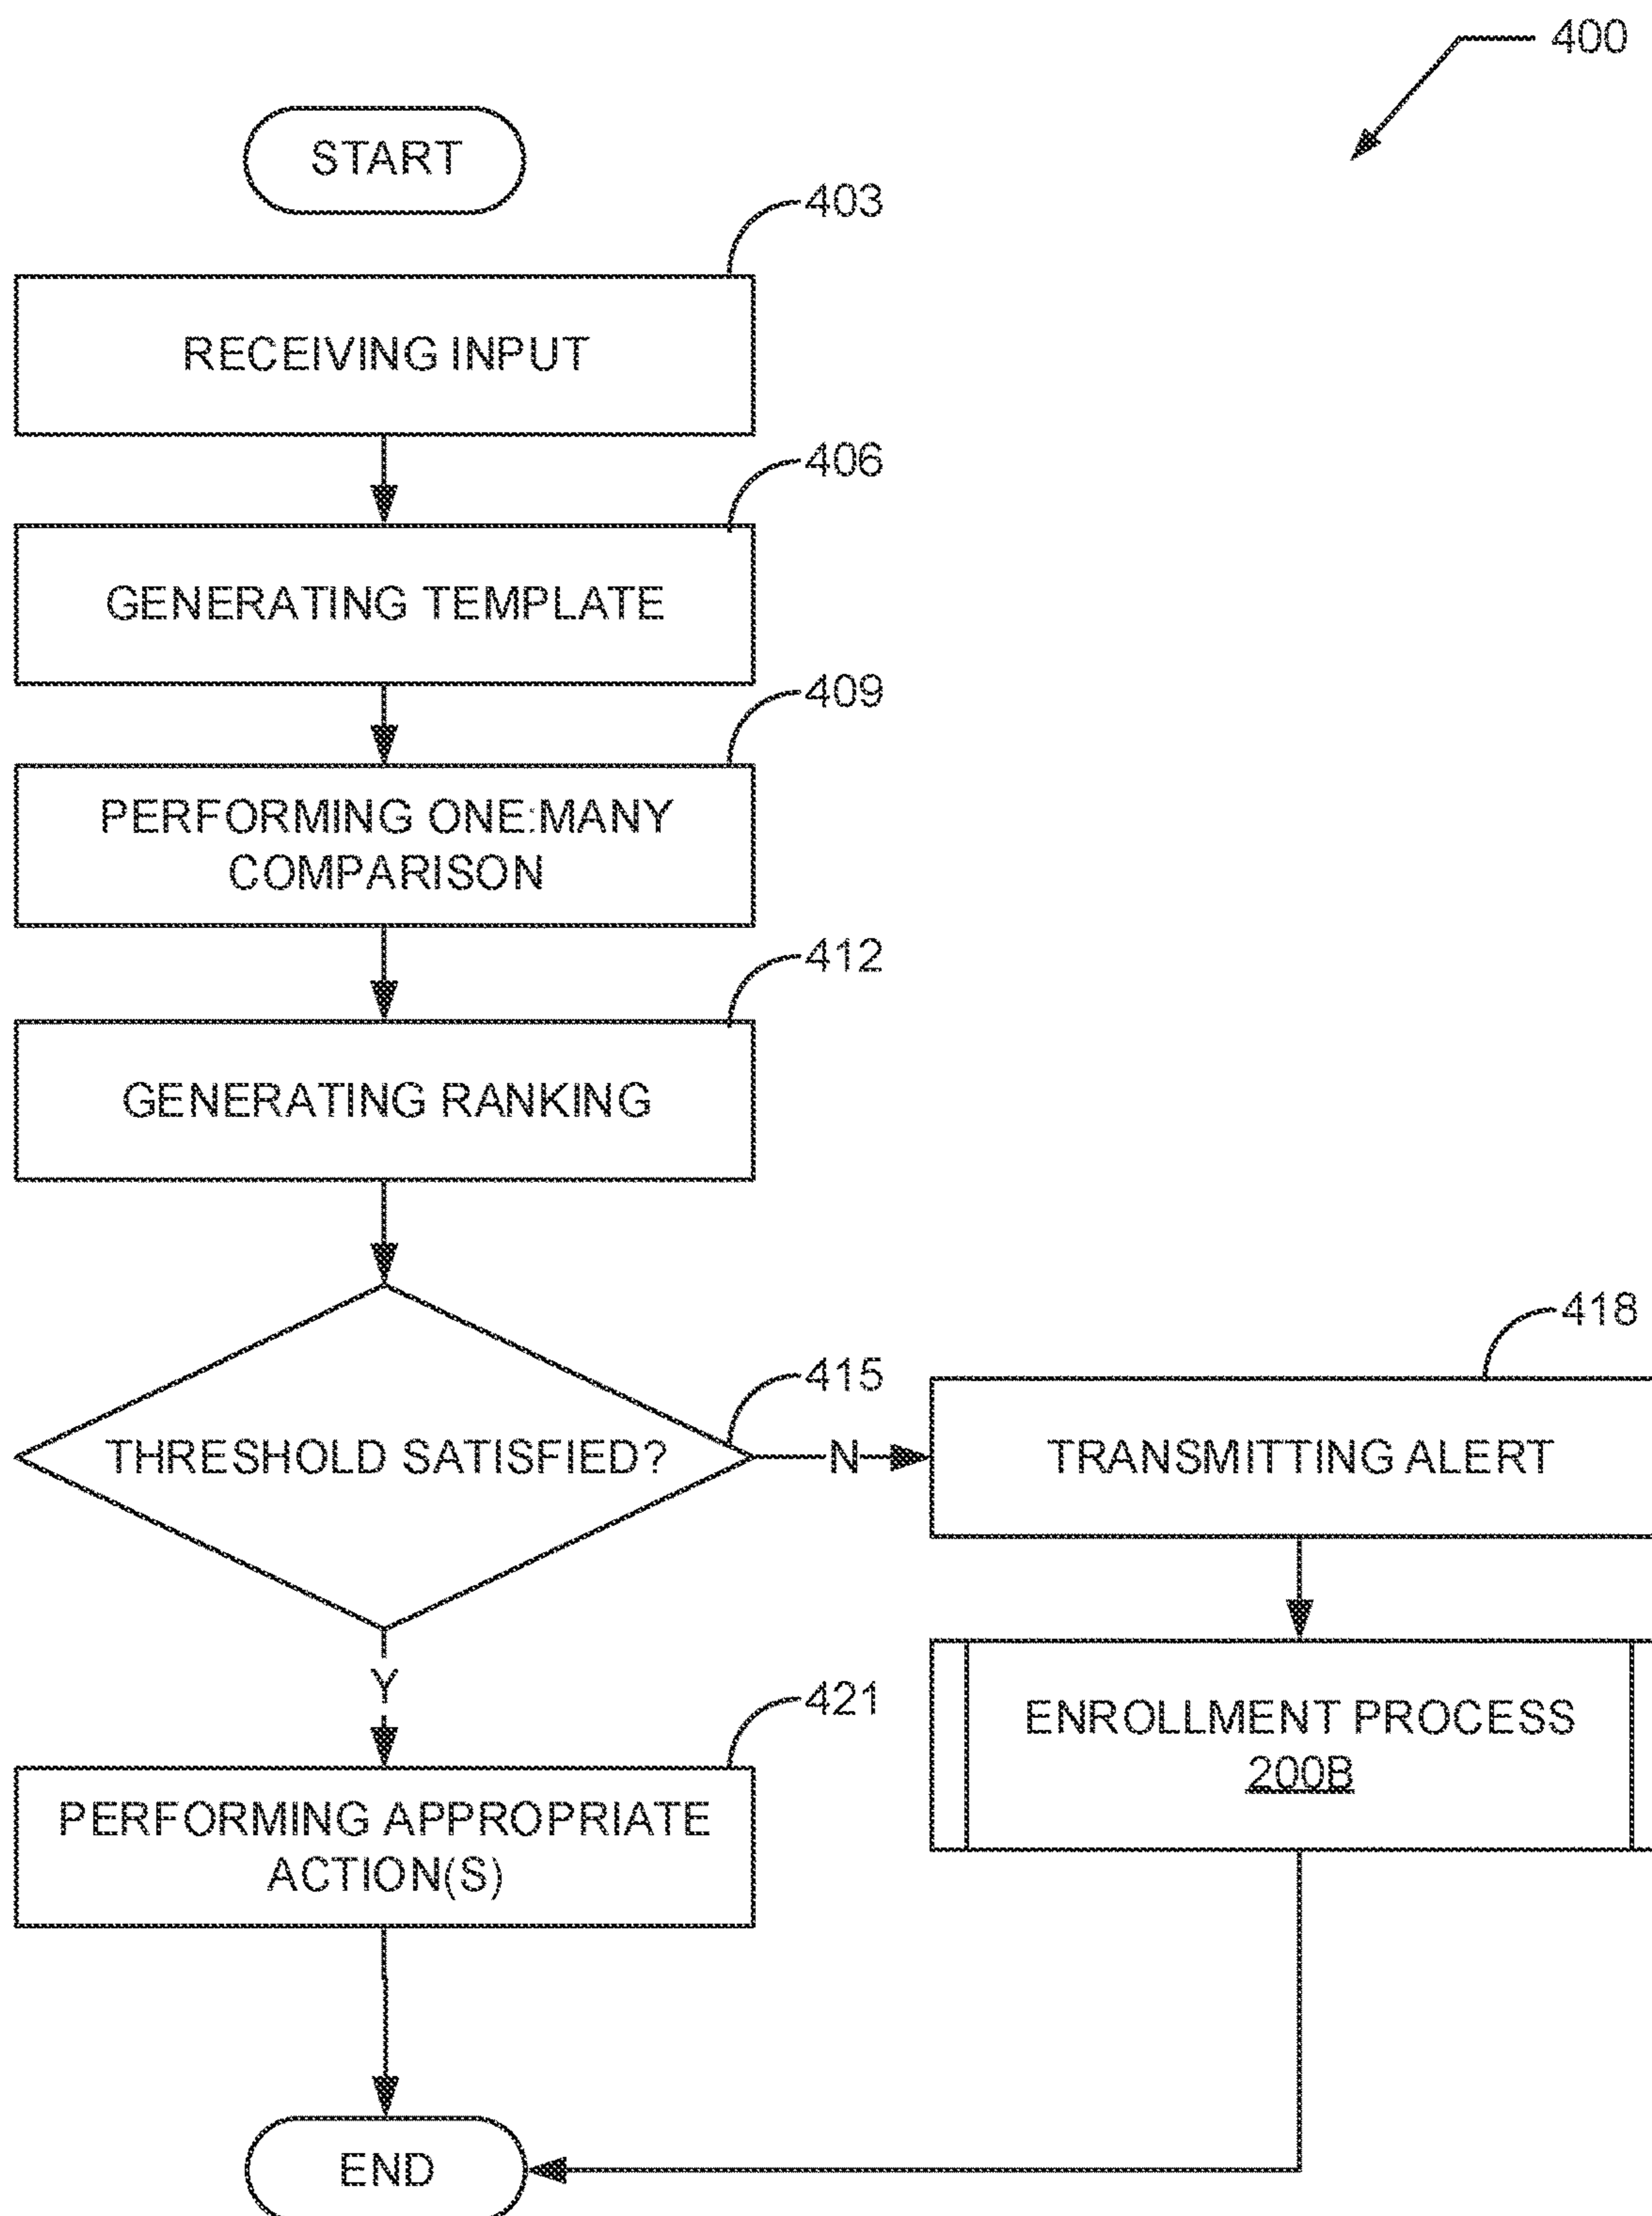 400
START
403
RECEIVING INPUT
406
GENERATING TEMPLATE
409
PERFORMING ONE:MANY
COMPARISON
412
GENERATING RANKING
415
THRESHOLD SATISFIED?
N
418
TRANSMITTING ALERT
ENROLLMENT PROCESS
200B
Y
421
PERFORMING APPROPRIATE
ACTION(S)
END